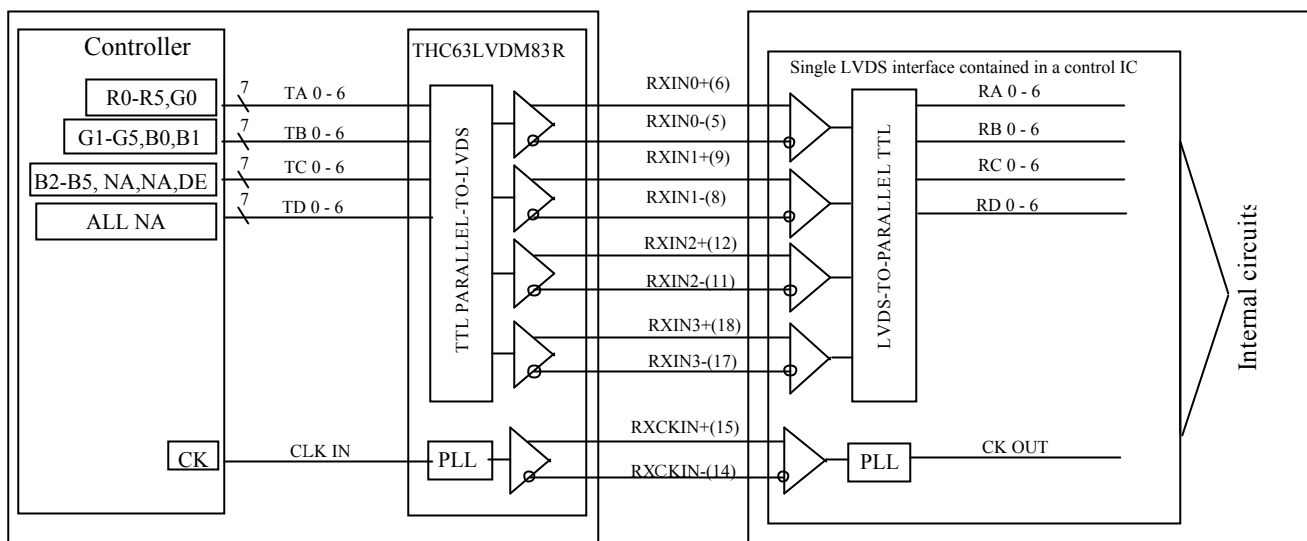 Controller
R0-R5,G0
G1-G5,B0,B1
B2-B5, NA,NA,DE
ALL NA
CK
7
TA 0 - 6
7
TB 0 - 6
7
TC 0 - 6
7
TD 0 - 6
CLK IN
THC63LVDM83R
TTL PARALLEL-TO-LVDS
PLL
RXIN0+(6)
RXIN0-(5)
RXIN1+(9)
RXIN1-(8)
RXIN2+(12)
RXIN2-(11)
RXIN3+(18)
RXIN3-(17)
RXCKIN+(15)
RXCKIN-(14)
Single LVDS interface contained in a control IC
LVDS-TO-PARALLEL TTL
PLL
RA 0 - 6
RB 0 - 6
RC 0 - 6
RD 0 - 6
CK OUT
Internal circuits